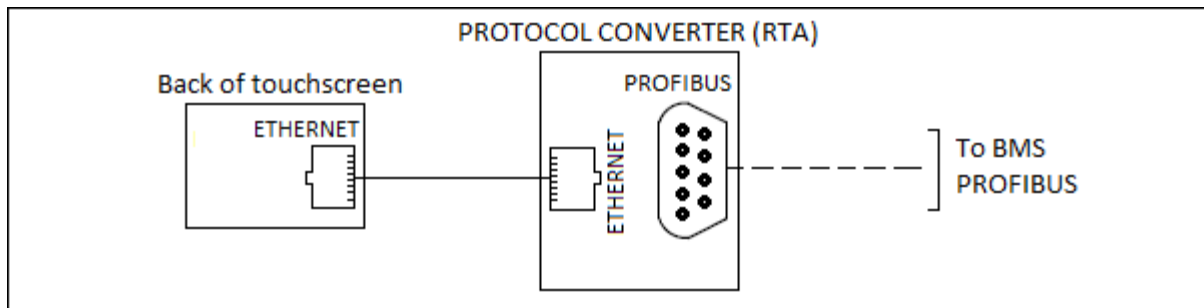 PROTOCOL CONVERTER (RTA)
Back of touchscreen
PROFIBUS
ETHERNET
ETHERNET
To BMS
PROFIBUS